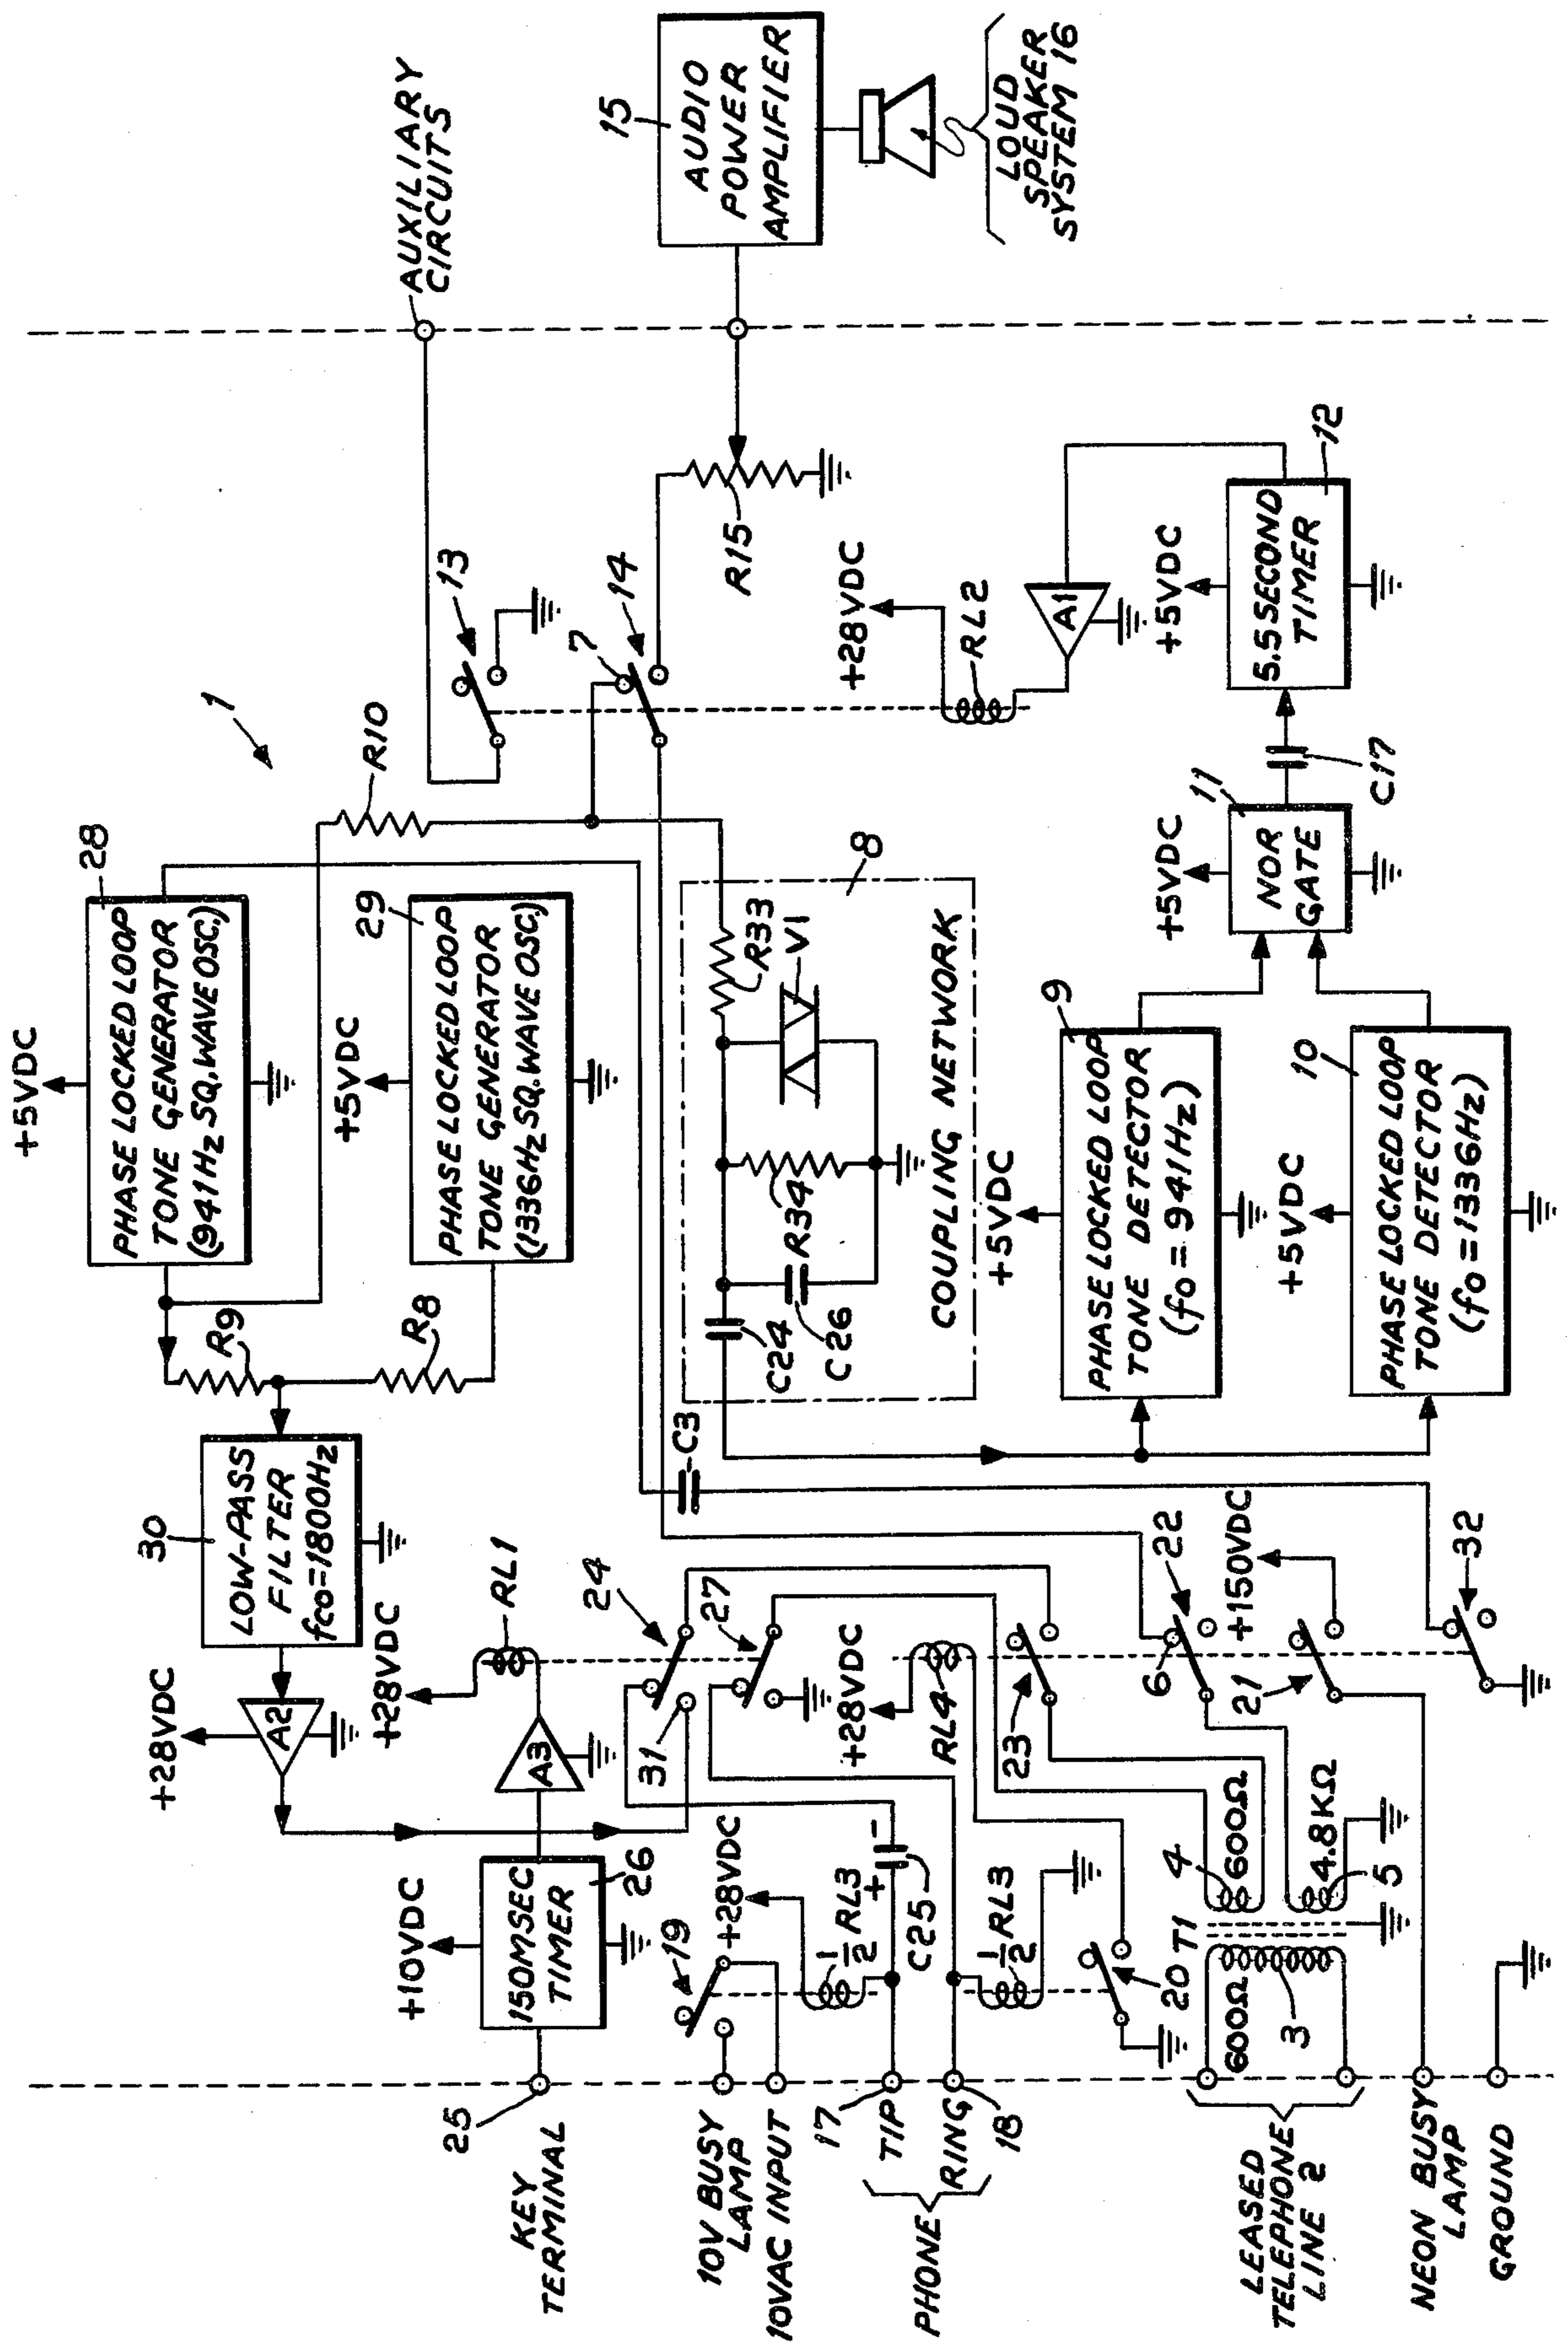 AUXILIARY
CIRCUITS
15
AUDIO
POWER
AMPLIFIER
LOUD
SPEAKER
SYSTEM 16
1
13
7
14
R15
+28VDC
RL2
A1
+5VDC
5.5 SECOND
TIMER
12
+5VDC
28
PHASE LOCKED LOOP
TONE GENERATOR
(941Hz SQ. WAVE OSC.)
R10
+5VDC
29
PHASE LOCKED LOOP
TONE GENERATOR
(1336Hz SQ. WAVE OSC.)
R9
R8
8
R33
V1
R34
C24
C26
COUPLING NETWORK
+5VDC
9
PHASE LOCKED LOOP
TONE DETECTOR
(fo = 941Hz)
+5VDC
10
PHASE LOCKED LOOP
TONE DETECTOR
(fo = 1336Hz)
+5VDC
11
NOR
GATE
C17
30
LOW-PASS
FILTER
fco=1800Hz
+28VDC
A2
+28VDC
RL1
A3
24
27
31
C3
+28VDC
RL4
23
6
22
+150VDC
21
32
+10VDC
150MSEC
TIMER
26
19
+28VDC
1/2 RL3
+
-
C25
1/2 RL3
20
T1
600Ω
3
4
600Ω
4.8KΩ
5
25
KEY
TERMINAL
10V BUSY
LAMP
10VAC INPUT
17
TIP
RING
18
PHONE
LEASED
TELEPHONE
LINE 2
NEON BUSY
LAMP
GROUND